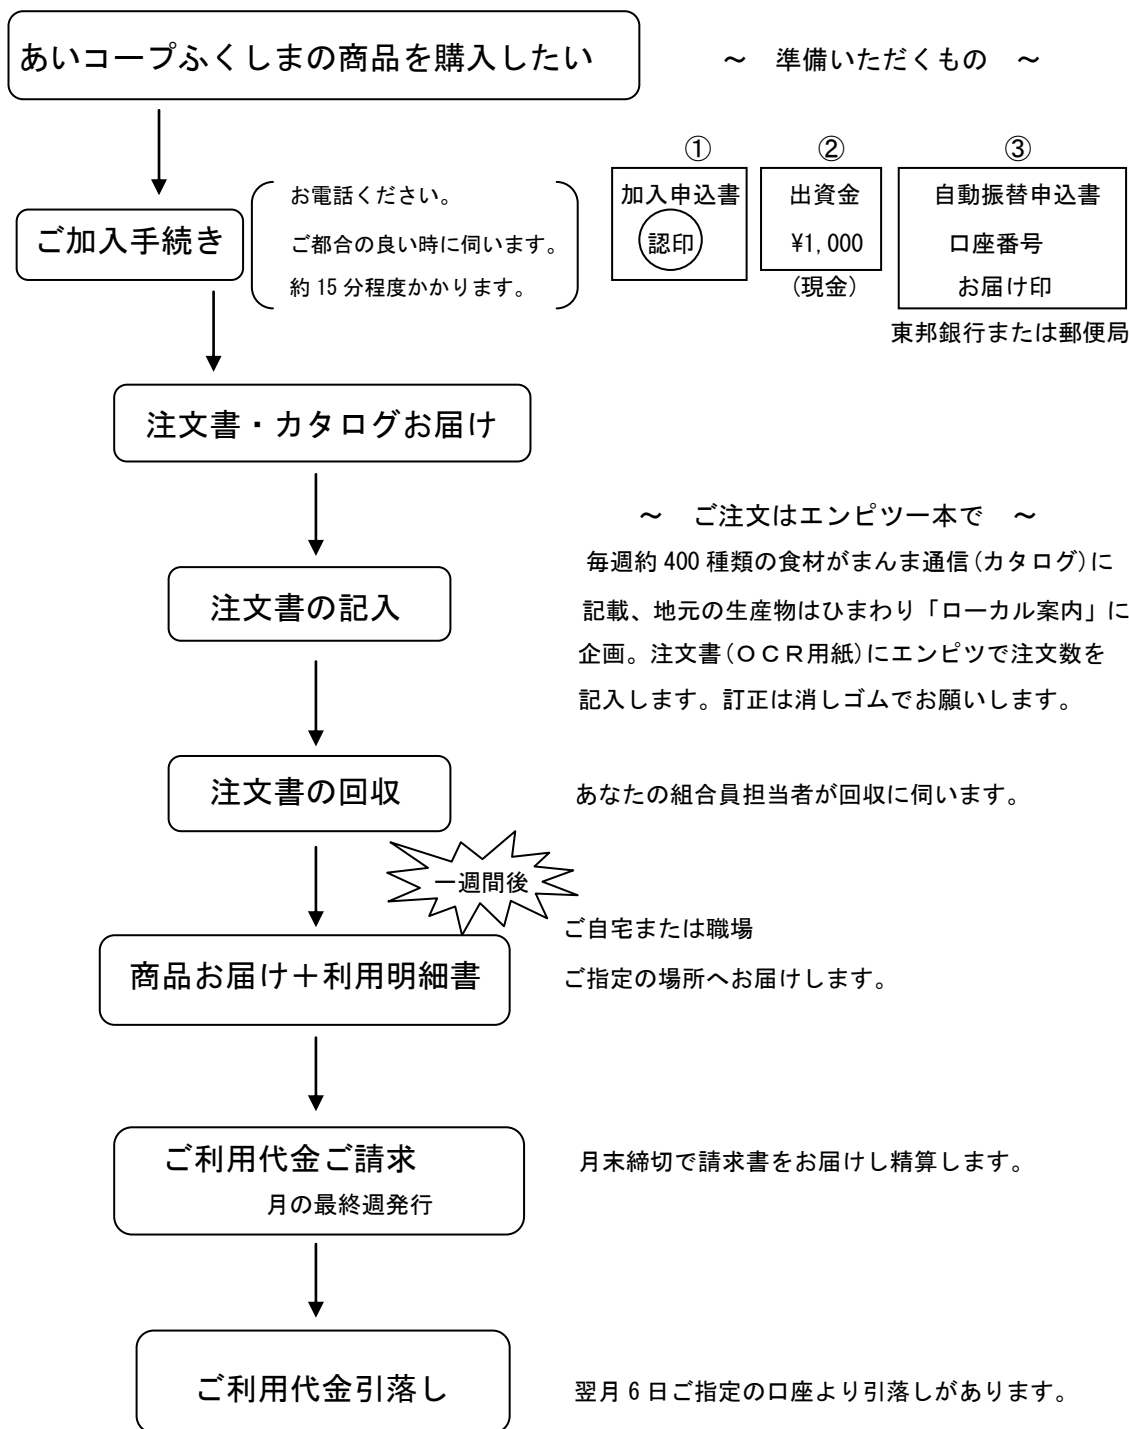 あいコープふくしまの商品を購入したい
～　準備いただくもの　～
①
②
③
加入申込書
認印
出資金
¥1,000
(現金)
自動振替申込書
口座番号
お届け印
東邦銀行または郵便局
ご加入手続き
お電話ください。
ご都合の良い時に伺います。
約15分程度かかります。
注文書・カタログお届け
～　ご注文はエンピツ一本で　～
毎週約400種類の食材がまんま通信(カタログ)に
記載、地元の生産物はひまわり「ローカル案内」に
企画。注文書(ＯＣＲ用紙)にエンピツで注文数を
記入します。訂正は消しゴムでお願いします。
注文書の記入
注文書の回収
あなたの組合員担当者が回収に伺います。
一週間後
商品お届け＋利用明細書
ご自宅または職場
ご指定の場所へお届けします。
ご利用代金ご請求
月の最終週発行
月末締切で請求書をお届けし精算します。
ご利用代金引落し
翌月6日ご指定の口座より引落しがあります。